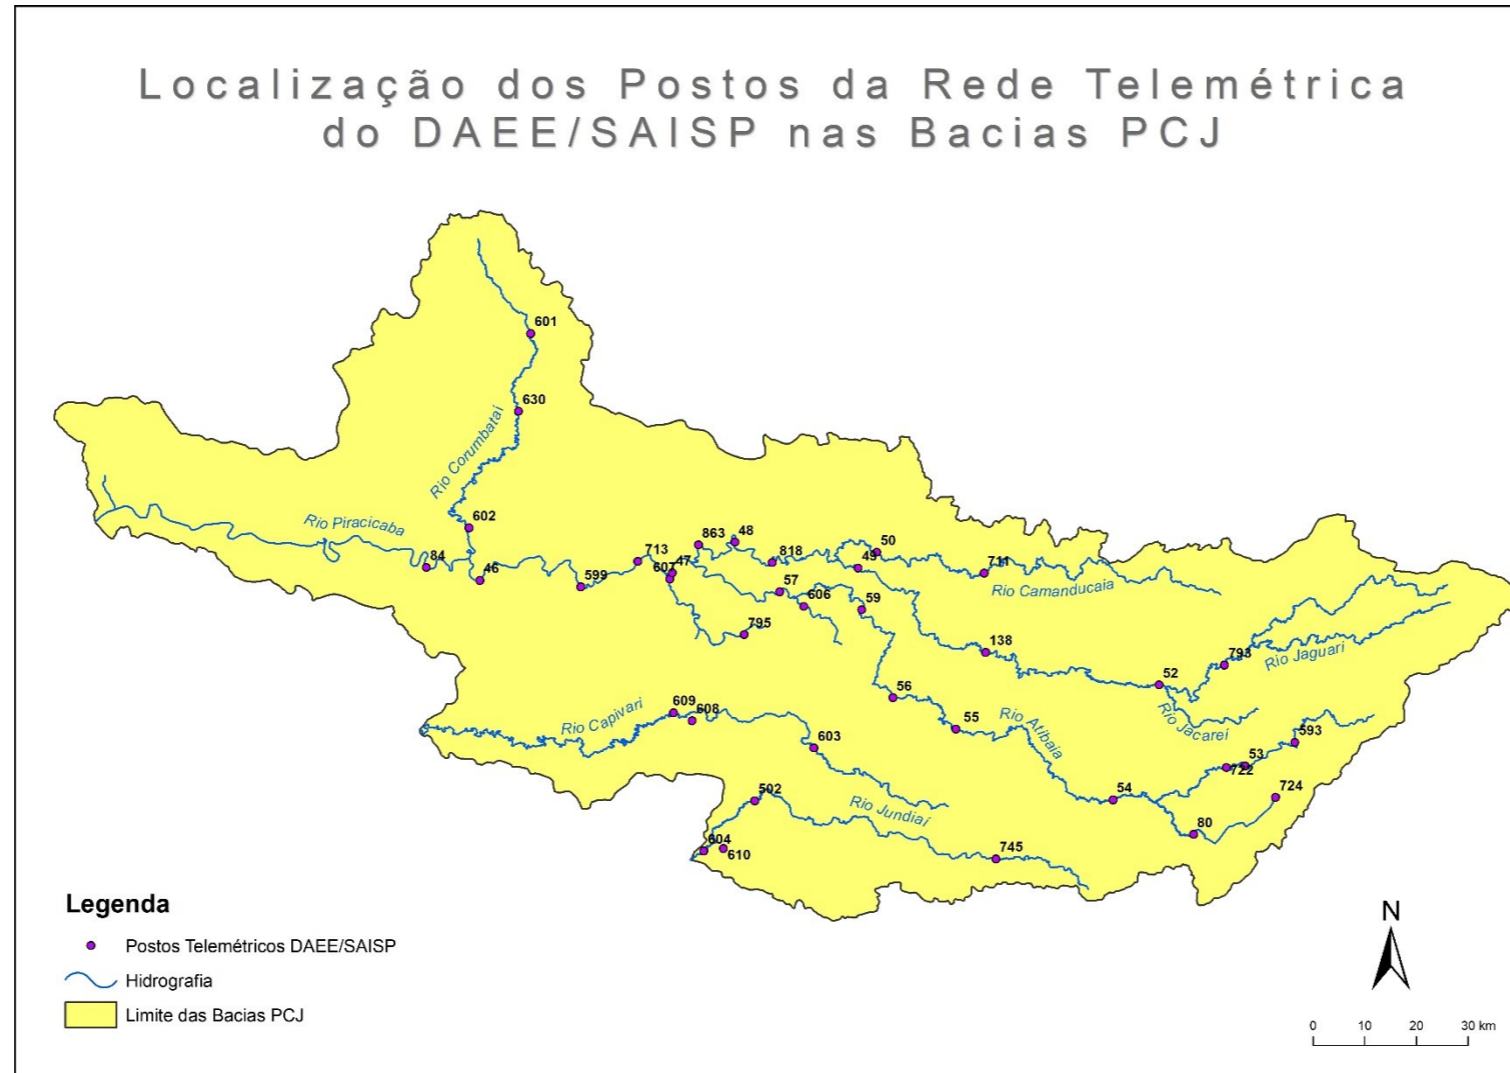 Localização dos Postos da Rede Telemétrica
do DAEE/SAISP nas Bacias PCJ
601
630
Rio Corumbataí
602
Rio Piracicaba
84
46
599
713
607
47
863
48
818
50
49
711
Rio Camanducaia
57
606
59
795
138
52
793
Rio Jaguari
Rio Jacareí
56
55
Rio Atibaia
609
608
Rio Capivari
603
593
53
722
724
54
80
502
Rio Jundiaí
604
610
745
Legenda
Postos Telemétricos DAEE/SAISP
Hidrografia
Limite das Bacias PCJ
N
0 10 20 30 km